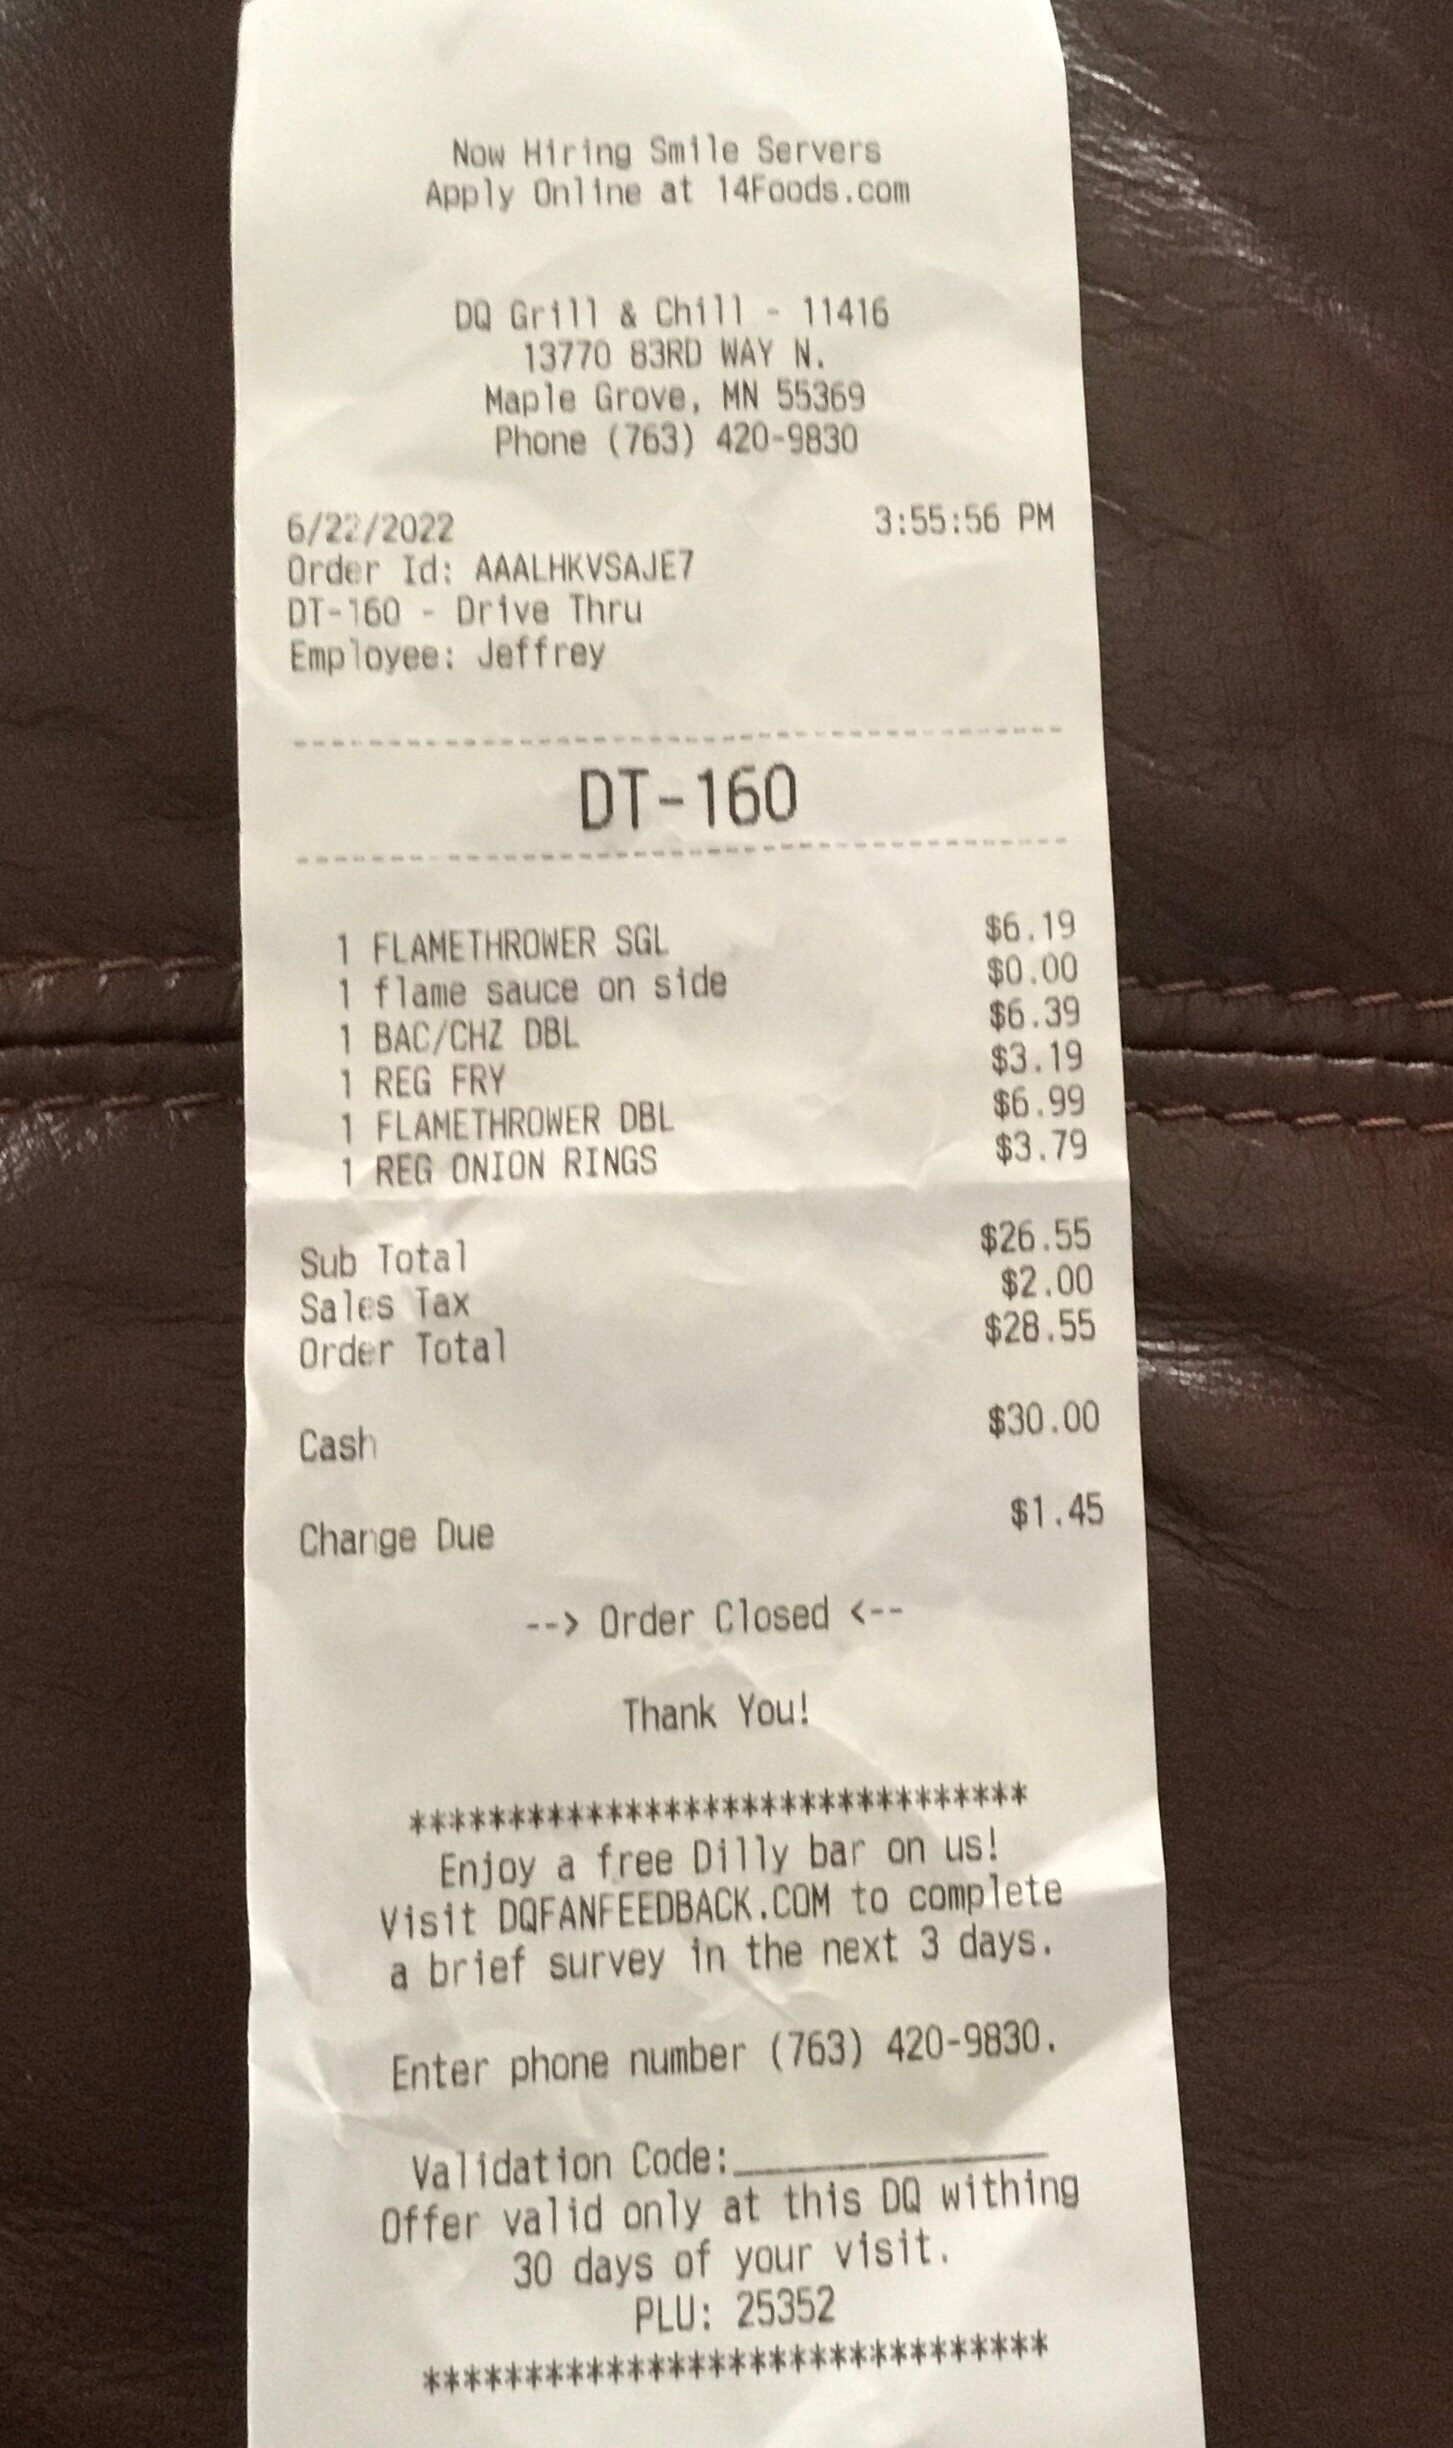 Now Hiring Smile Servers
Apply Online at 14Foods.com
DQ Grill & Chill - 11416
13770 83RD WAY N.
Maple Grove, MN 55369
Phone (763) 420-9830
6/22/2022 3:55:56 PM
Order Id: AAALHKVSAJE7
DT-160 - Drive Thru
Employee: Jeffrey
----------------------------------------
DT-160
----------------------------------------
1 FLAMETHROWER SGL $6.19
1 flame sauce on side $0.00
1 BAC/CHZ DBL $6.39
1 REG FRY $3.19
1 FLAMETHROWER DBL $6.99
1 REG ONION RINGS $3.79
Sub Total $26.55
Sales Tax $2.00
Order Total $28.55
Cash $30.00
Change Due $1.45
--> Order Closed <--
Thank You!
********************************
Enjoy a free Dilly bar on us!
Visit DQFANFEEDBACK.COM to complete
a brief survey in the next 3 days.
Enter phone number (763) 420-9830.
Validation Code:________________
Offer valid only at this DQ withing
30 days of your visit.
PLU: 25352
********************************